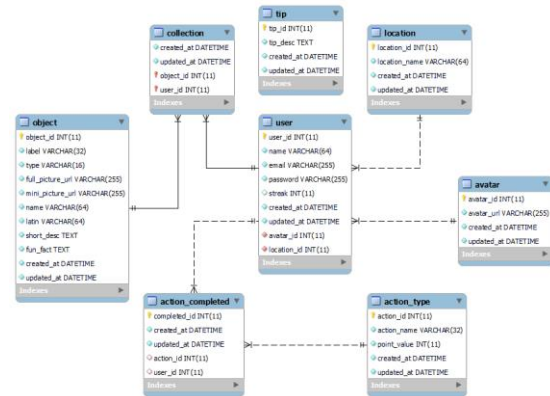 collection
created_at DATETIME
updated_at DATETIME
object_id INT(11)
user_id INT(11)
Indexes
tip
tip_id INT(11)
tip_desc TEXT
created_at DATETIME
updated_at DATETIME
Indexes
location
location_id INT(11)
location_name VARCHAR(64)
created_at DATETIME
updated_at DATETIME
Indexes
object
object_id INT(11)
label VARCHAR(32)
type VARCHAR(16)
full_picture_url VARCHAR(255)
mini_picture_url VARCHAR(255)
name VARCHAR(64)
latin VARCHAR(64)
short_desc TEXT
fun_fact TEXT
created_at DATETIME
updated_at DATETIME
Indexes
user
user_id INT(11)
name VARCHAR(64)
email VARCHAR(255)
password VARCHAR(255)
streak INT(11)
created_at DATETIME
updated_at DATETIME
avatar_id INT(11)
location_id INT(11)
Indexes
avatar
avatar_id INT(11)
avatar_url VARCHAR(255)
created_at DATETIME
updated_at DATETIME
Indexes
action_completed
completed_id INT(11)
created_at DATETIME
updated_at DATETIME
action_id INT(11)
user_id INT(11)
Indexes
action_type
action_id INT(11)
action_name VARCHAR(32)
point_value INT(11)
created_at DATETIME
updated_at DATETIME
Indexes